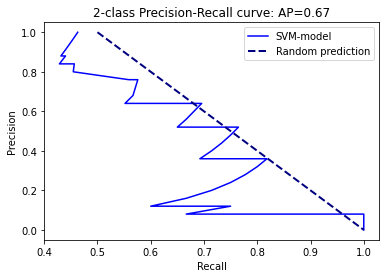 2-class Precision-Recall curve: AP=0.67
SVM-model
Random prediction
Precision
1.0
0.8
0.6
0.4
0.2
0.0
0.4 0.5 0.6 0.7 0.8 0.9 1.0
Recall